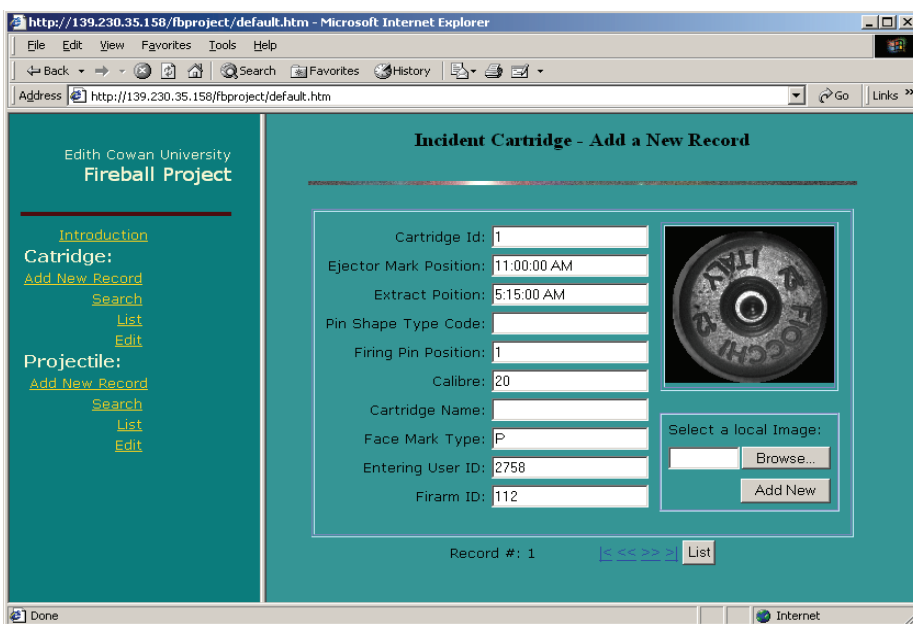 http://139.230.35.158/fbproject/default.htm - Microsoft Internet Explorer
File Edit View Favorites Tools Help
Back Search Favorites History
Address http://139.230.35.158/fbproject/default.htm Go Links »
Edith Cowan University
Fireball Project
Introduction
Catridge:
Add New Record
Search
List
Edit
Projectile:
Add New Record
Search
List
Edit
Incident Cartridge - Add a New Record
Cartridge Id: 1
Ejector Mark Position: 11:00:00 AM
Extract Poition: 5:15:00 AM
Pin Shape Type Code:
Firing Pin Position: 1
Calibre: 20
Cartridge Name:
Face Mark Type: P
Entering User ID: 2758
Firarm ID: 112
ITALY 12 FIOCCHI 12
Select a local Image:
Browse...
Add New
Record #: 1 |< << >> >| List
Done Internet